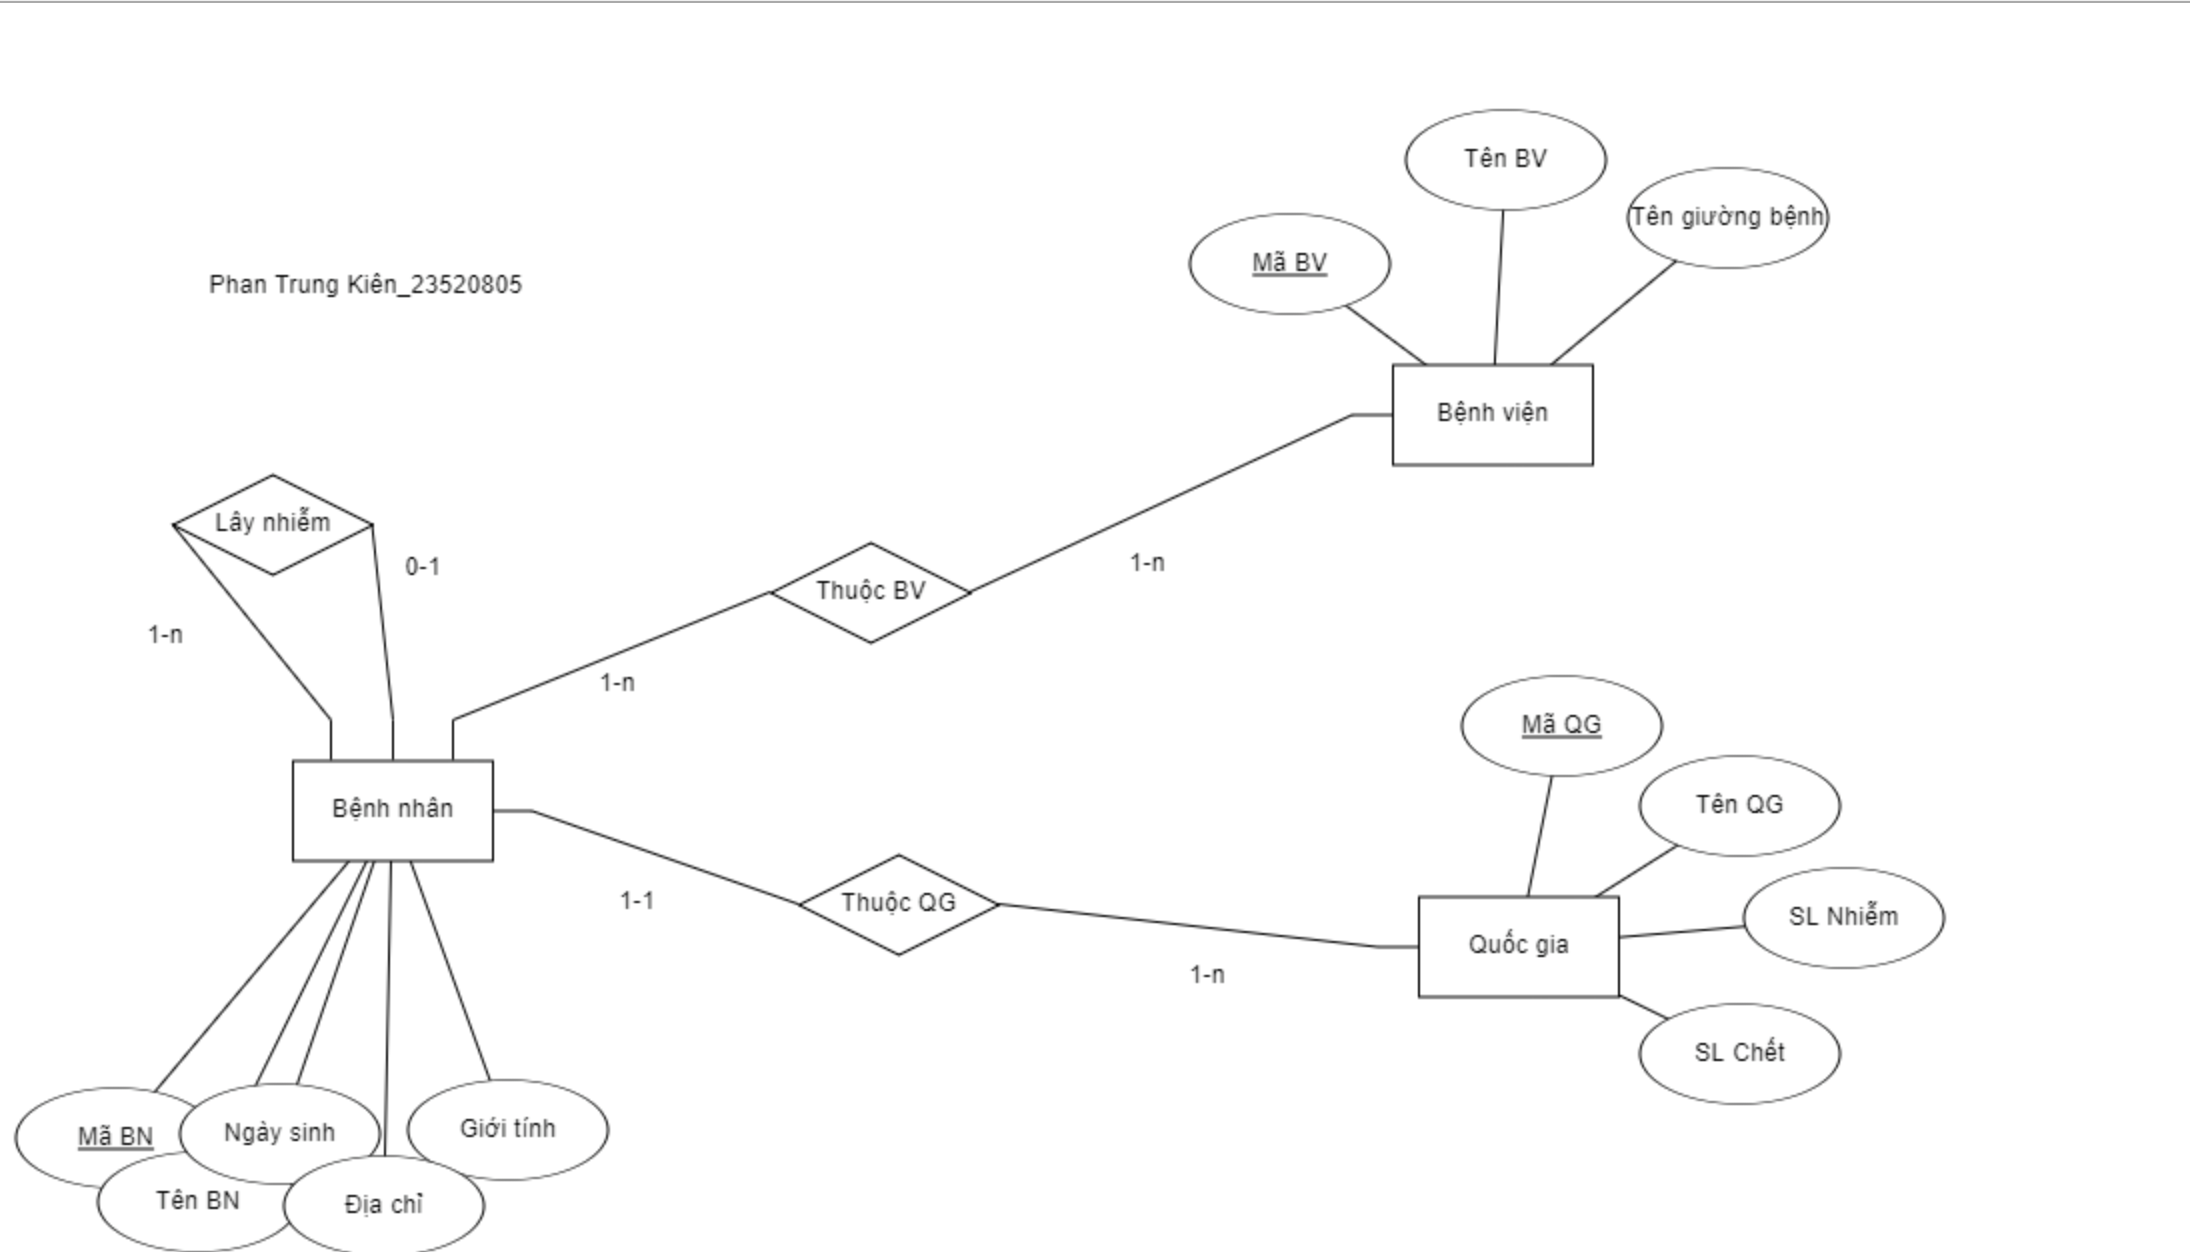 Tên BV
Tên giường bệnh
Mã BV
Phan Trung Kiên_23520805
Bệnh viện
Lây nhiễm
0-1
1-n
Thuộc BV
1-n
1-n
Mã QG
Tên QG
Bệnh nhân
1-1
Thuộc QG
SL Nhiễm
Quốc gia
1-n
SL Chết
Mã BN
Ngày sinh
Giới tính
Tên BN
Địa chỉ